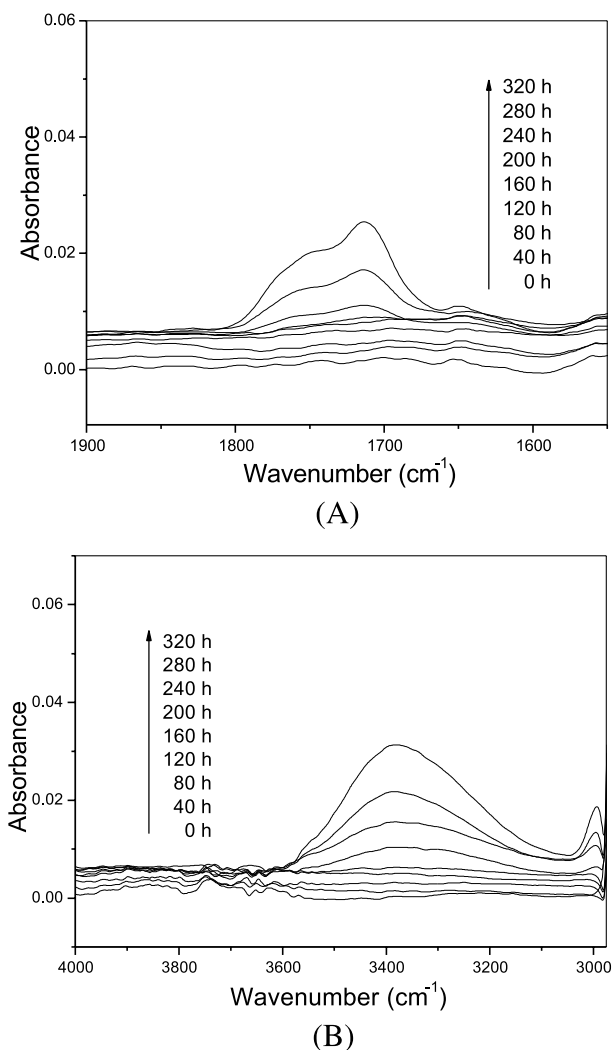 0.06
0.04
0.02
0.00
Absorbance
320 h
280 h
240 h
200 h
160 h
120 h
80 h
40 h
0 h
1900
1800
1700
1600
Wavenumber (cm⁻¹)
(A)
0.06
0.04
0.02
0.00
Absorbance
320 h
280 h
240 h
200 h
160 h
120 h
80 h
40 h
0 h
4000
3800
3600
3400
3200
3000
Wavenumber (cm⁻¹)
(B)